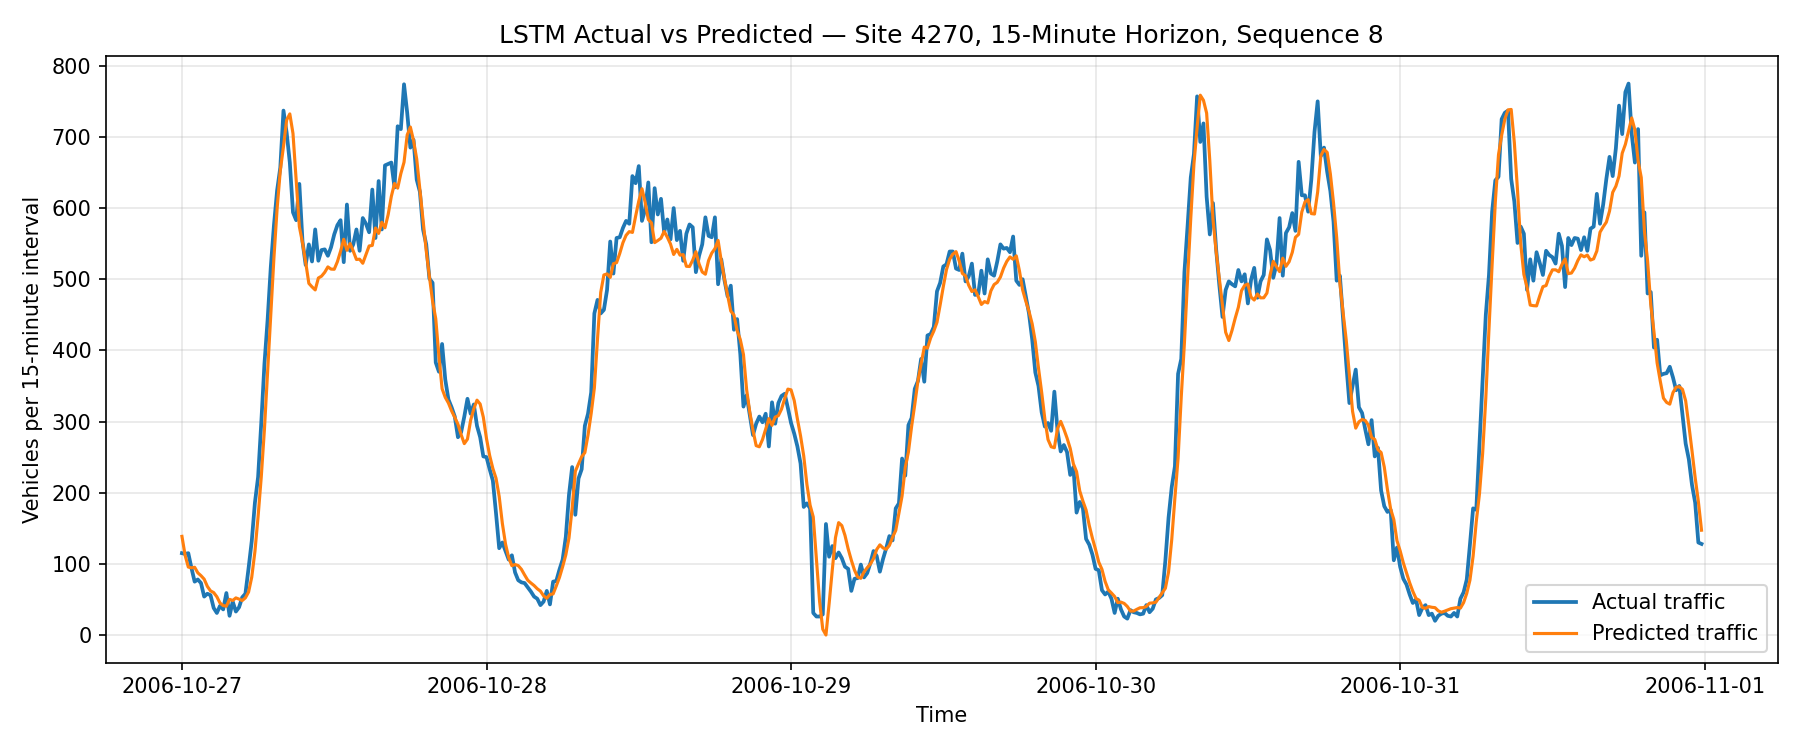 LSTM Actual vs Predicted — Site 4270, 15-Minute Horizon, Sequence 8
Vehicles per 15-minute interval
800
700
600
500
400
300
200
100
0
Actual traffic
Predicted traffic
2006-10-27 2006-10-28 2006-10-29 2006-10-30 2006-10-31 2006-11-01
Time